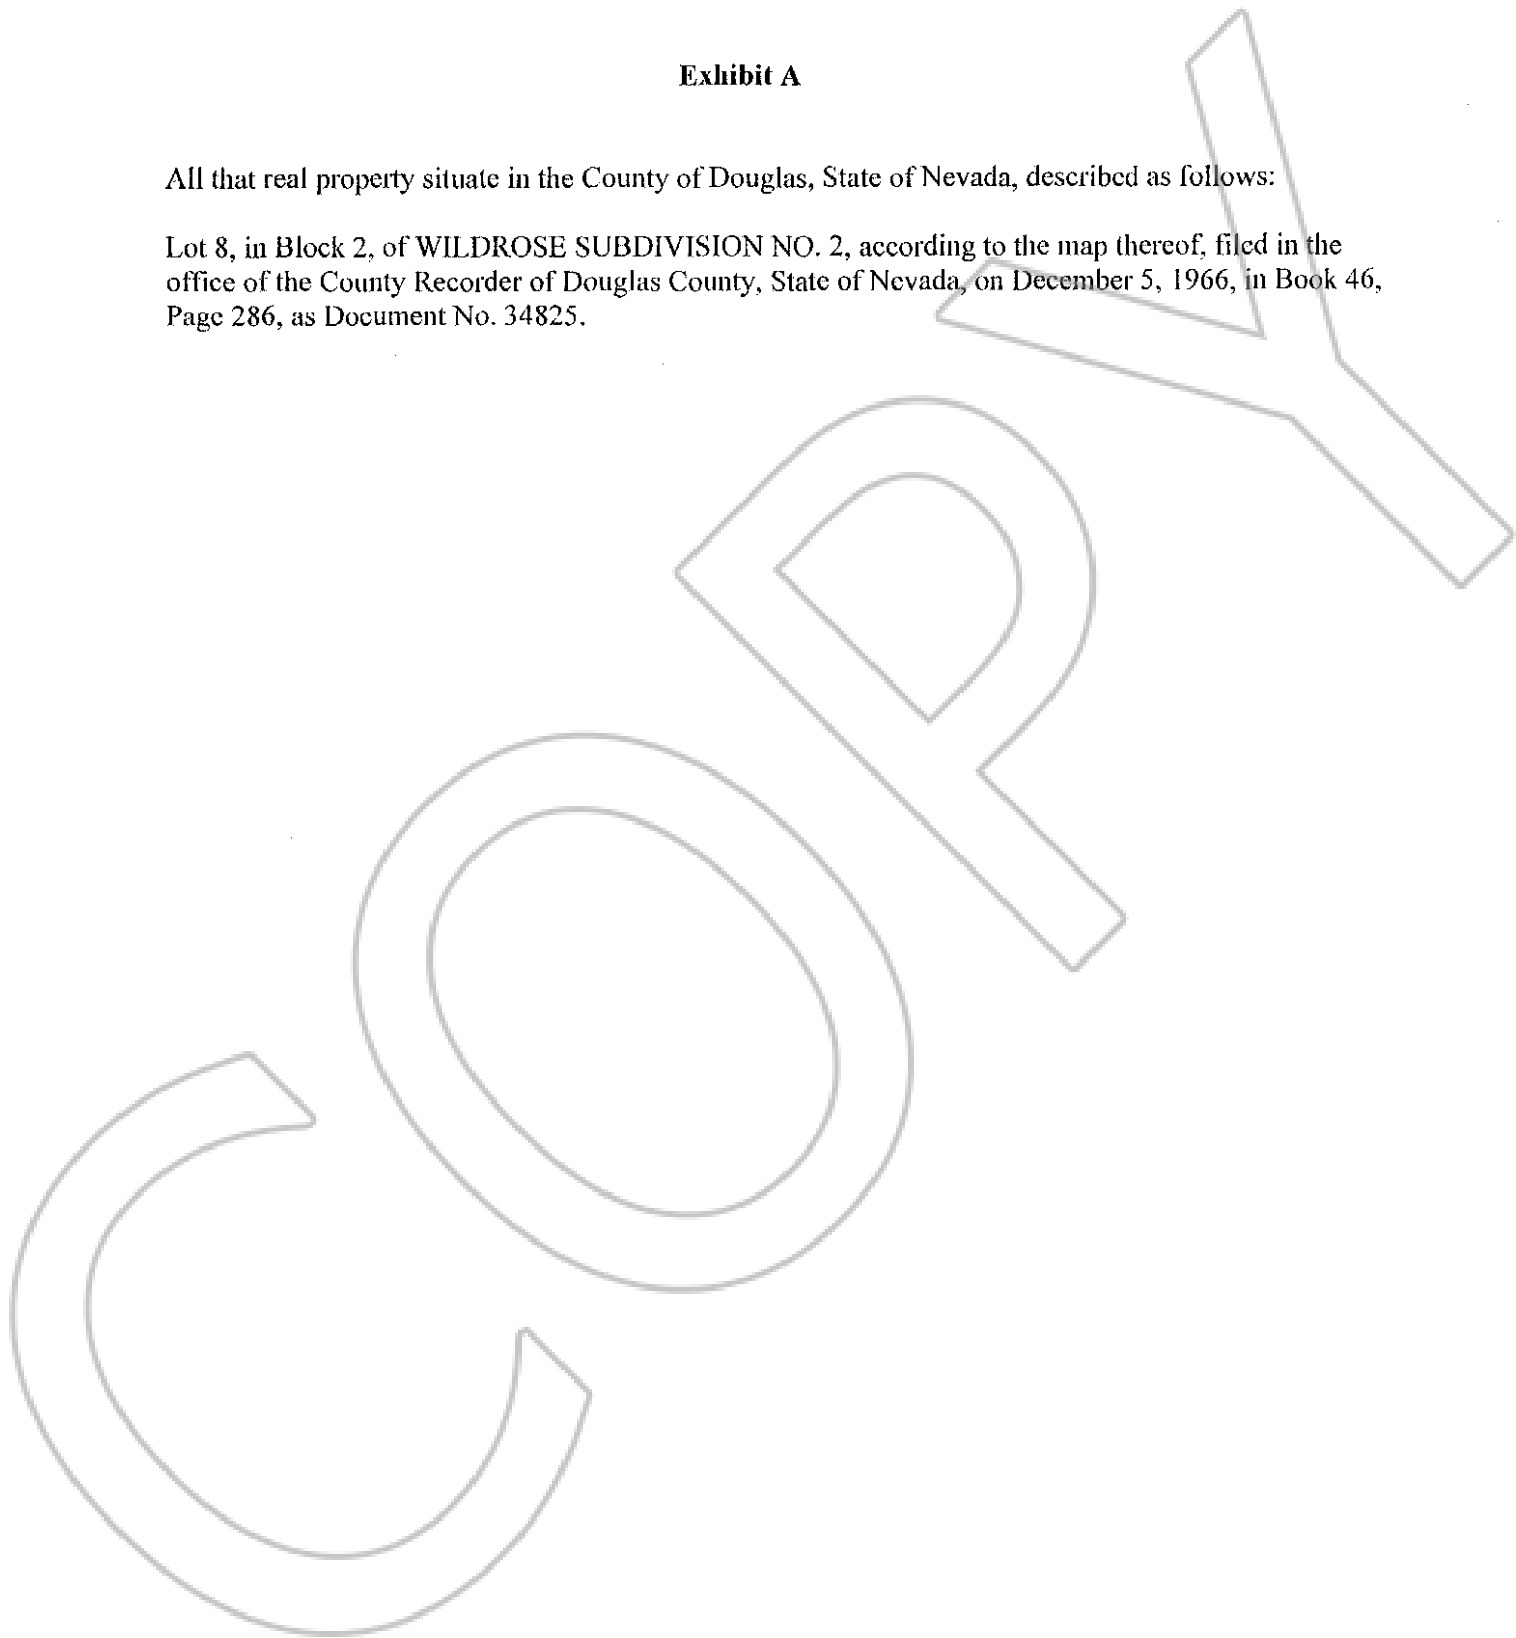 Exhibit A
All that real property situate in the County of Douglas, State of Nevada, described as follows:
Lot 8, in Block 2, of WILDROSE SUBDIVISION NO. 2, according to the map thereof, filed in the
office of the County Recorder of Douglas County, State of Nevada, on December 5, 1966, in Book 46,
Page 286, as Document No. 34825.
COPY